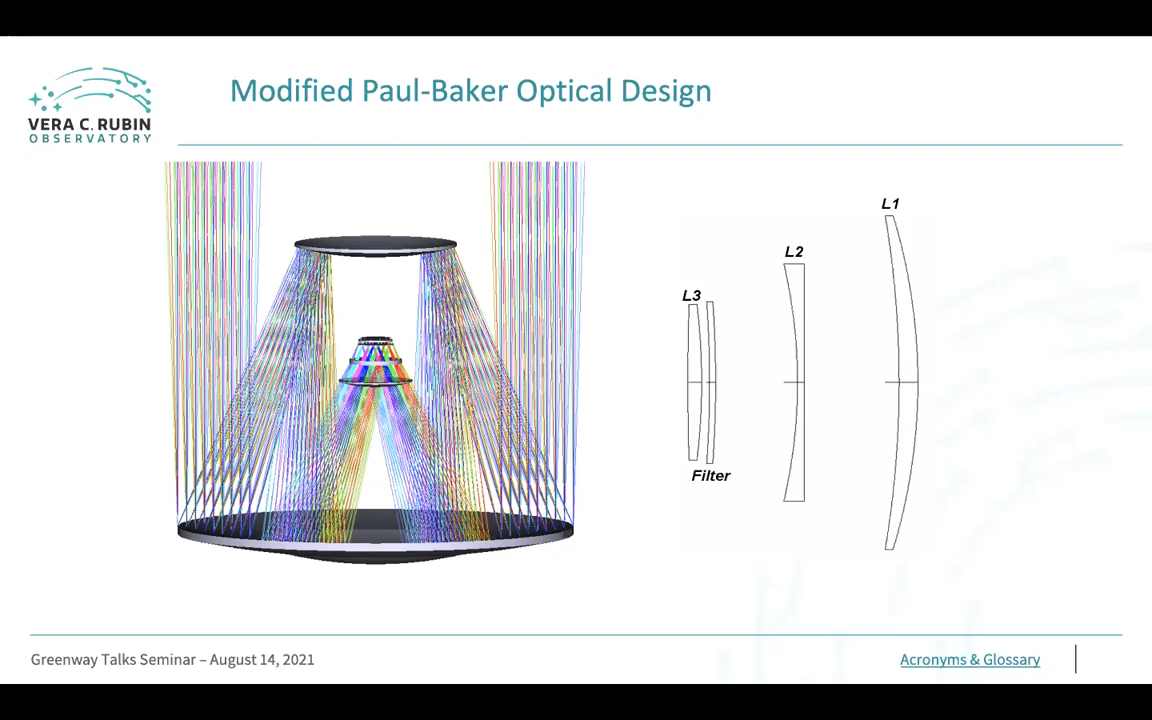 Modified Paul-Baker Optical Design
VERA C. RUBIN
OBSERVATORY
L1
L2
L3
Filter
Greenway Talks Seminar – August 14, 2021
Acronyms & Glossary